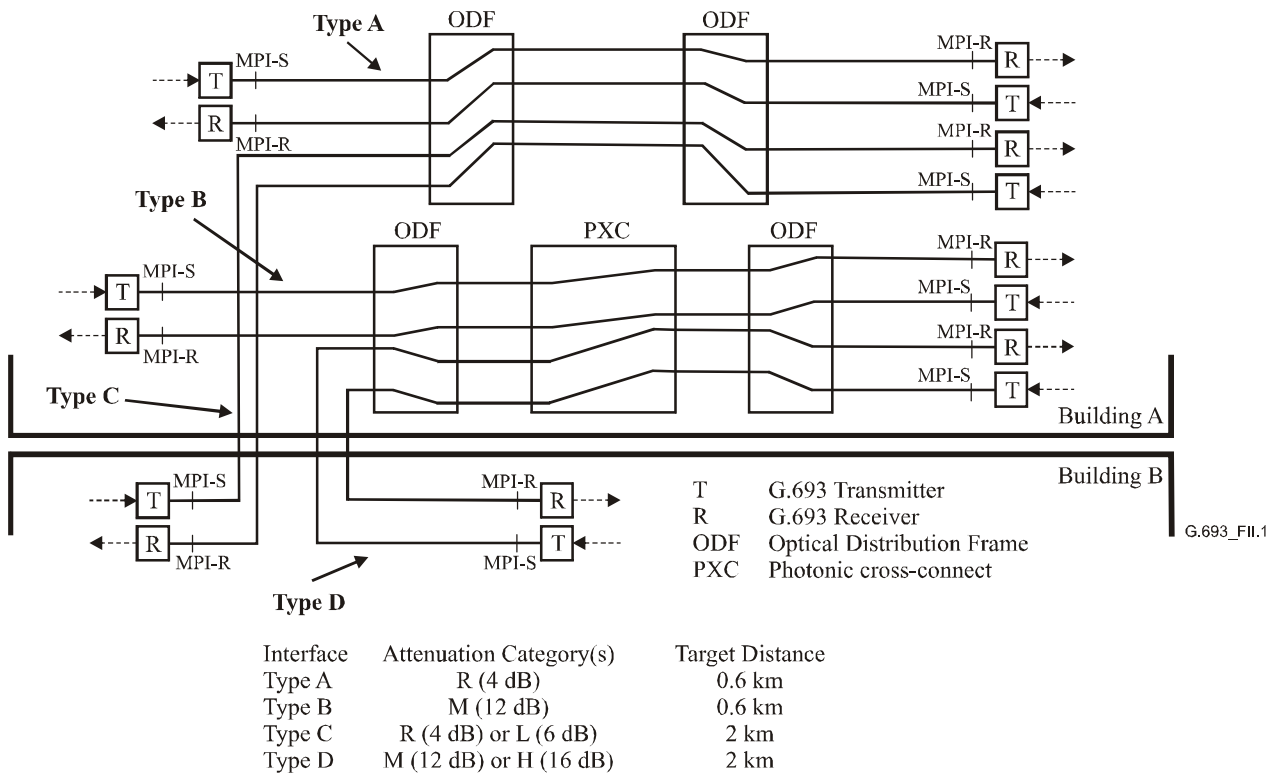 Type A
ODF
ODF
MPI-S
T
MPI-R
R
R
MPI-R
MPI-S
T
MPI-R
R
MPI-S
T
Type B
ODF
PXC
ODF
MPI-S
T
MPI-R
R
MPI-S
T
R
MPI-R
MPI-R
R
MPI-S
T
Type C
Building A
Building B
MPI-S
T
R
MPI-R
MPI-R
R
T
MPI-S
Type D
T G.693 Transmitter
R G.693 Receiver
ODF Optical Distribution Frame
PXC Photonic cross-connect
G.693_FII.1
Interface Attenuation Category(s) Target Distance
Type A R (4 dB) 0.6 km
Type B M (12 dB) 0.6 km
Type C R (4 dB) or L (6 dB) 2 km
Type D M (12 dB) or H (16 dB) 2 km